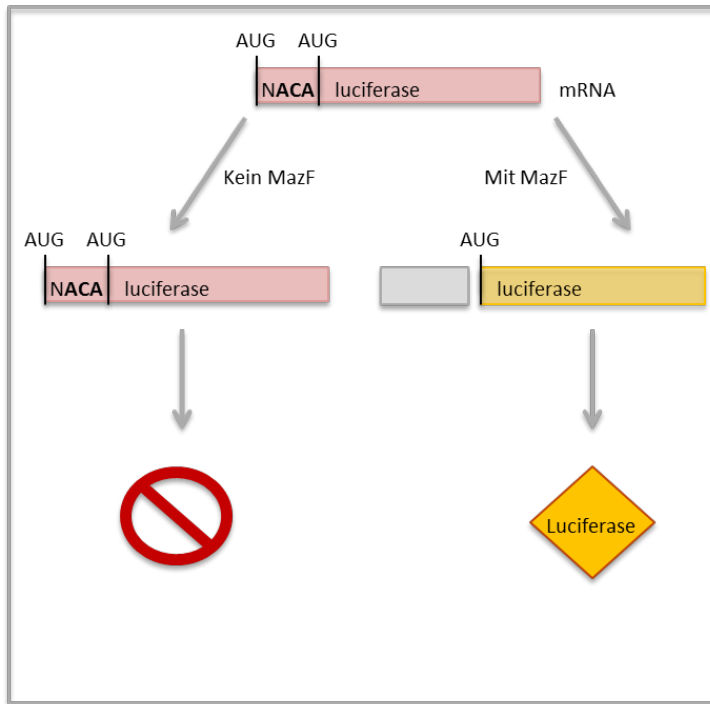 AUG AUG
NACA luciferase mRNA
Kein MazF Mit MazF
AUG AUG AUG
NACA luciferase luciferase
Luciferase